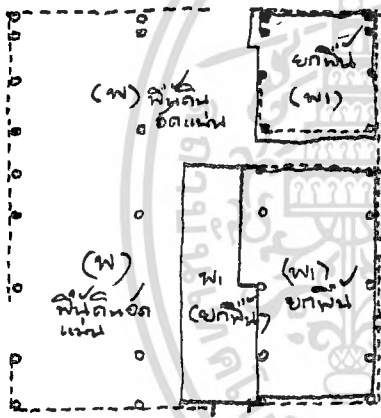 ยกพื้น
(พ) พื้นดิน
อัดแน่น
(พ1)
(พ)
พื้นดินอัด
แน่น
พ1
(ยกพื้น)
(พ1)
ยกพื้น